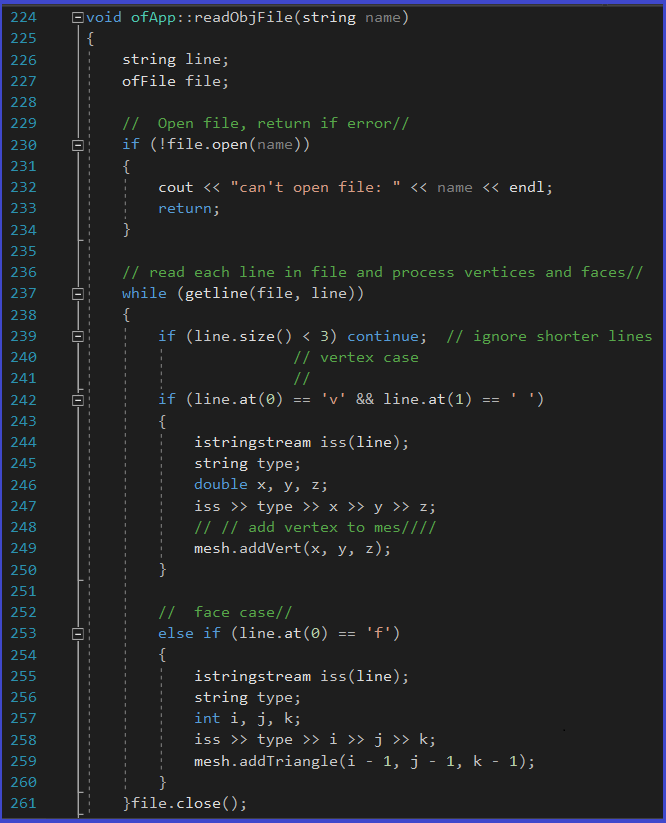 224 void ofApp::readObjFile(string name)
225 {
226     string line;
227     ofFile file;
228
229     //  Open file, return if error//
230     if (!file.open(name))
231     {
232         cout << "can't open file: " << name << endl;
233         return;
234     }
235
236     // read each line in file and process vertices and faces//
237     while (getline(file, line))
238     {
239         if (line.size() < 3) continue;  // ignore shorter lines
240                        // vertex case
241                        //
242         if (line.at(0) == 'v' && line.at(1) == ' ')
243         {
244             istringstream iss(line);
245             string type;
246             double x, y, z;
247             iss >> type >> x >> y >> z;
248             // // add vertex to mes////
249             mesh.addVert(x, y, z);
250         }
251
252         //  face case//
253         else if (line.at(0) == 'f')
254         {
255             istringstream iss(line);
256             string type;
257             int i, j, k;
258             iss >> type >> i >> j >> k;
259             mesh.addTriangle(i - 1, j - 1, k - 1);
260         }
261     }file.close();